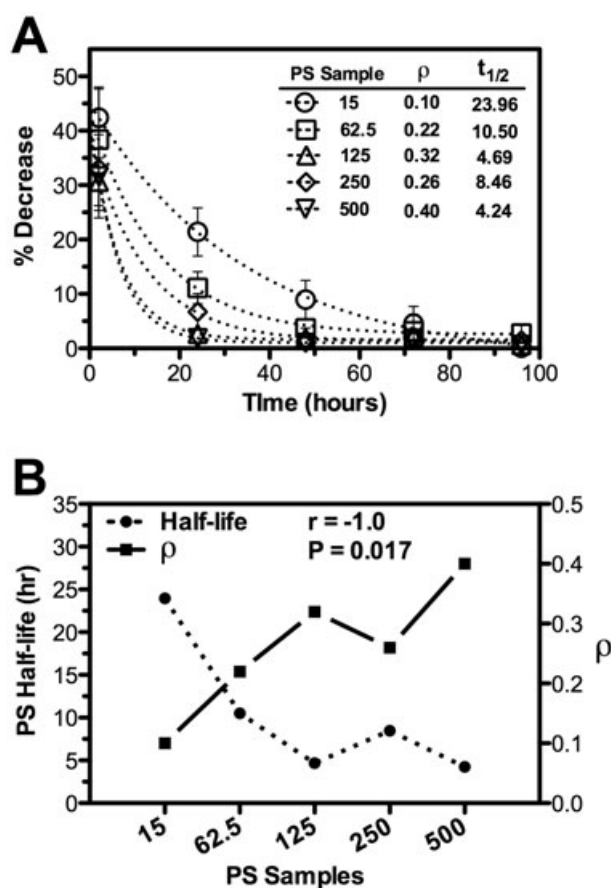 A
PS Sample ρ t1/2
15 0.10 23.96
62.5 0.22 10.50
125 0.32 4.69
250 0.26 8.46
500 0.40 4.24
% Decrease
50
40
30
20
10
0
0 20 40 60 80 100
TIme (hours)
B
Half-life r = -1.0
ρ P = 0.017
PS Half-life (hr)
35
30
25
20
15
10
5
0
0.5
0.4
0.3
0.2
0.1
0.0
ρ
15 62.5 125 250 500
PS Samples